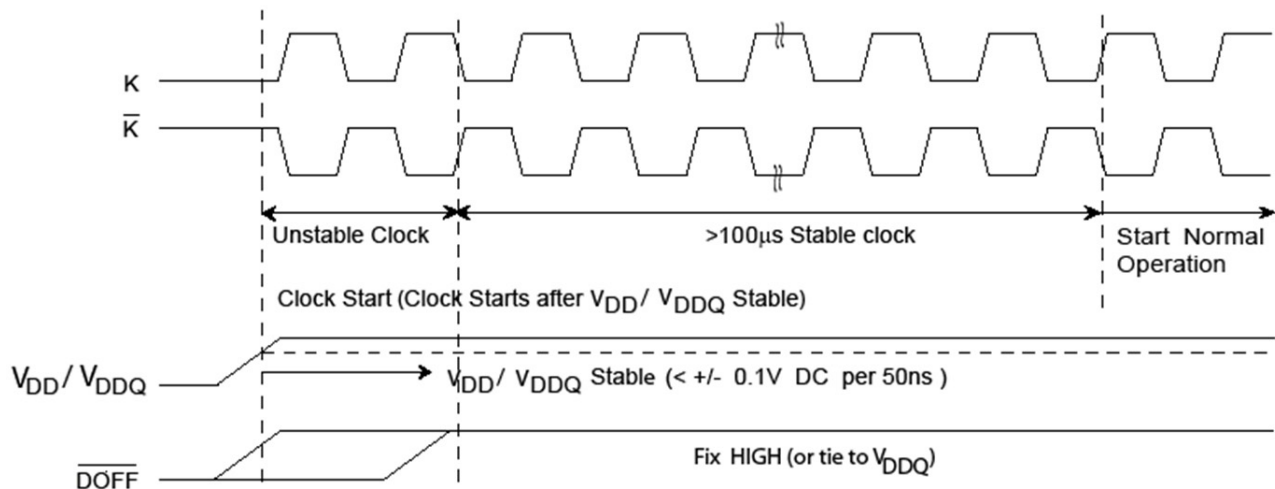 K
K̅
Unstable Clock
>100μs Stable clock
Start Normal
Operation
Clock Start (Clock Starts after VDD/ VDDQ Stable)
VDD/ VDDQ
VDD/ VDDQ Stable (< +/- 0.1V DC per 50ns )
D̅O̅F̅F̅
Fix HIGH (or tie to VDDQ)